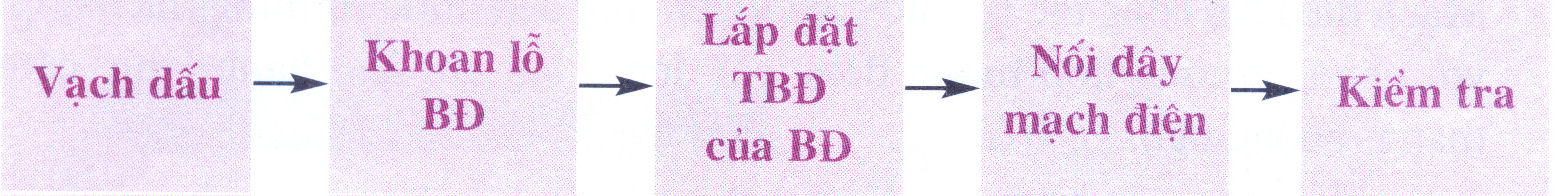 Vạch dấu
Khoan lỗ
BĐ
Lắp đặt
TBĐ
của BĐ
Nối dây
mạch điện
Kiểm tra